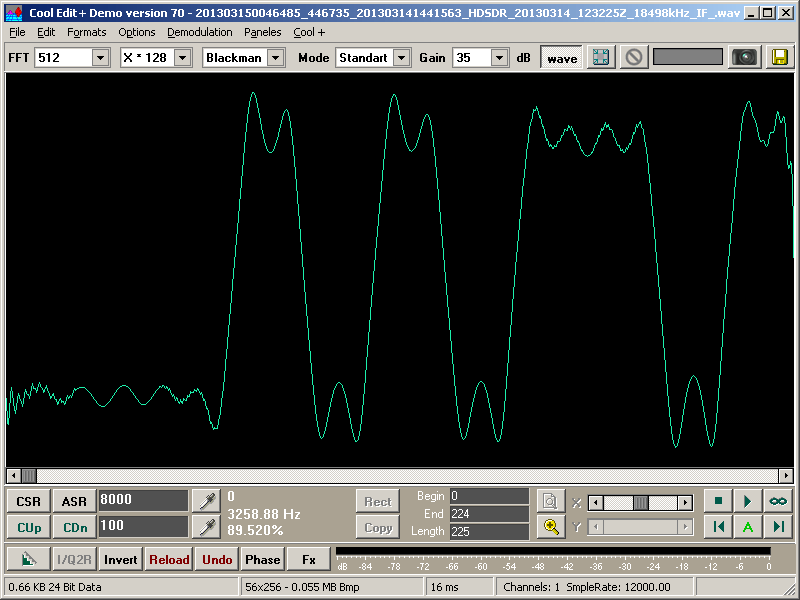 Cool Edit+ Demo version 70 - 201303150046485_446735_201303141441563_HDSDR_20130314_123225Z_18498kHz_IF_.wav
File Edit Formats Options Demodulation Paneles Cool +
FFT 512 X * 128 Blackman Mode Standart Gain 35 dB wave
CSR ASR 8000 0 Rect Begin 0 X
3258.88 Hz End 224
CUp CDn 100 89.520% Copy Length 225 Y A
I/Q2R Invert Reload Undo Phase Fx dB -84 -78 -72 -66 -60 -54 -48 -42 -36 -30 -24 -18 -12 -6 0
0.66 KB 24 Bit Data 56x256 - 0.055 MB Bmp 16 ms Channels: 1 SmpleRate: 12000.00